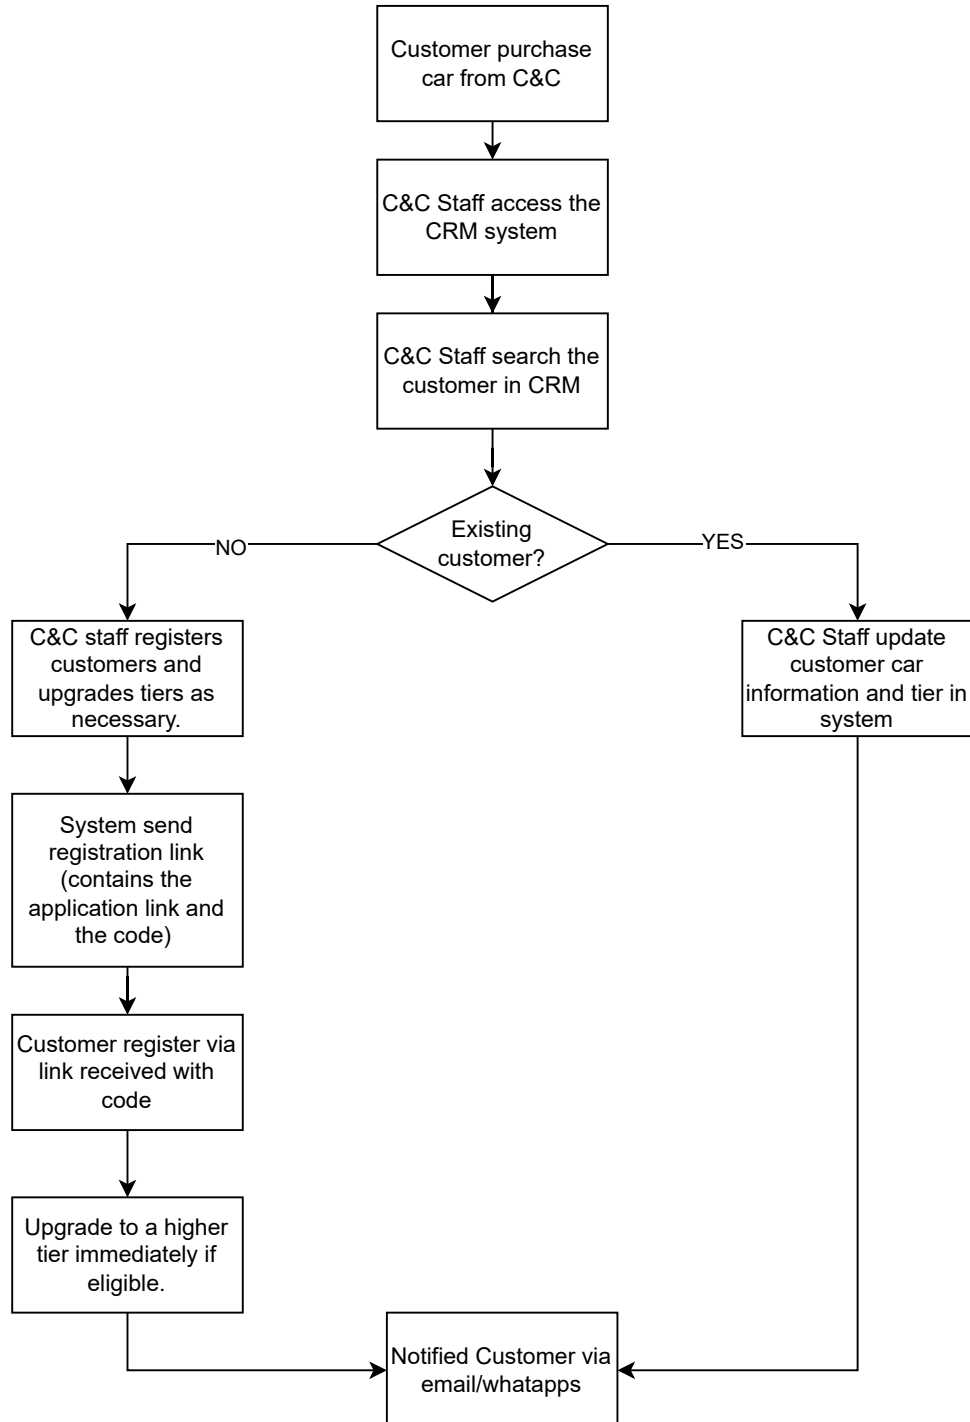 Customer purchase
car from C&C
C&C Staff access the
CRM system
C&C Staff search the
customer in CRM
Existing
customer?
NO
YES
C&C staff registers
customers and
upgrades tiers as
necessary.
C&C Staff update
customer car
information and tier in
system
System send
registration link
(contains the
application link and
the code)
Customer register via
link received with
code
Upgrade to a higher
tier immediately if
eligible.
Notified Customer via
email/whatapps